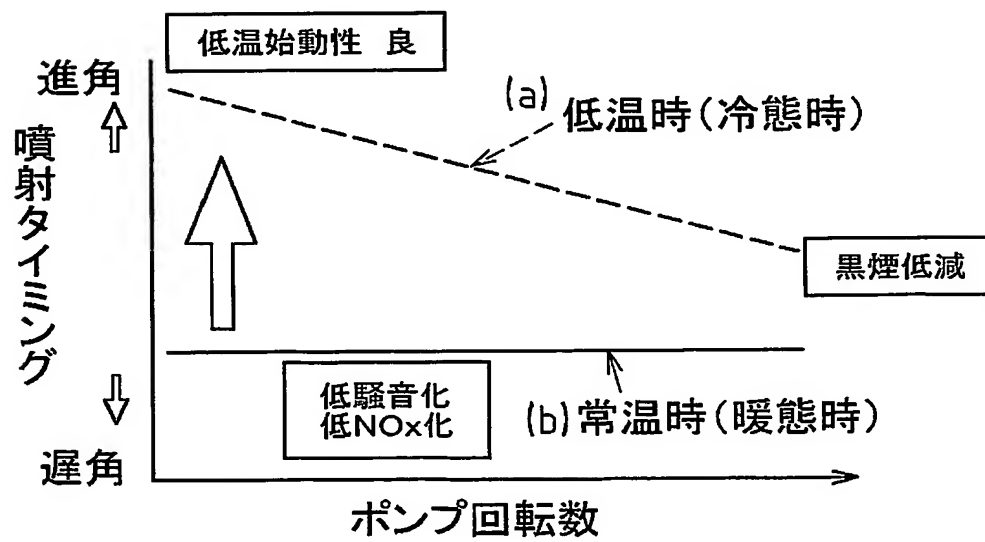 低温始動性 良
進角
(a) 低温時(冷態時)
噴射タイミング
黒煙低減
低騒音化
低NOx化
(b) 常温時(暖態時)
遅角
ポンプ回転数